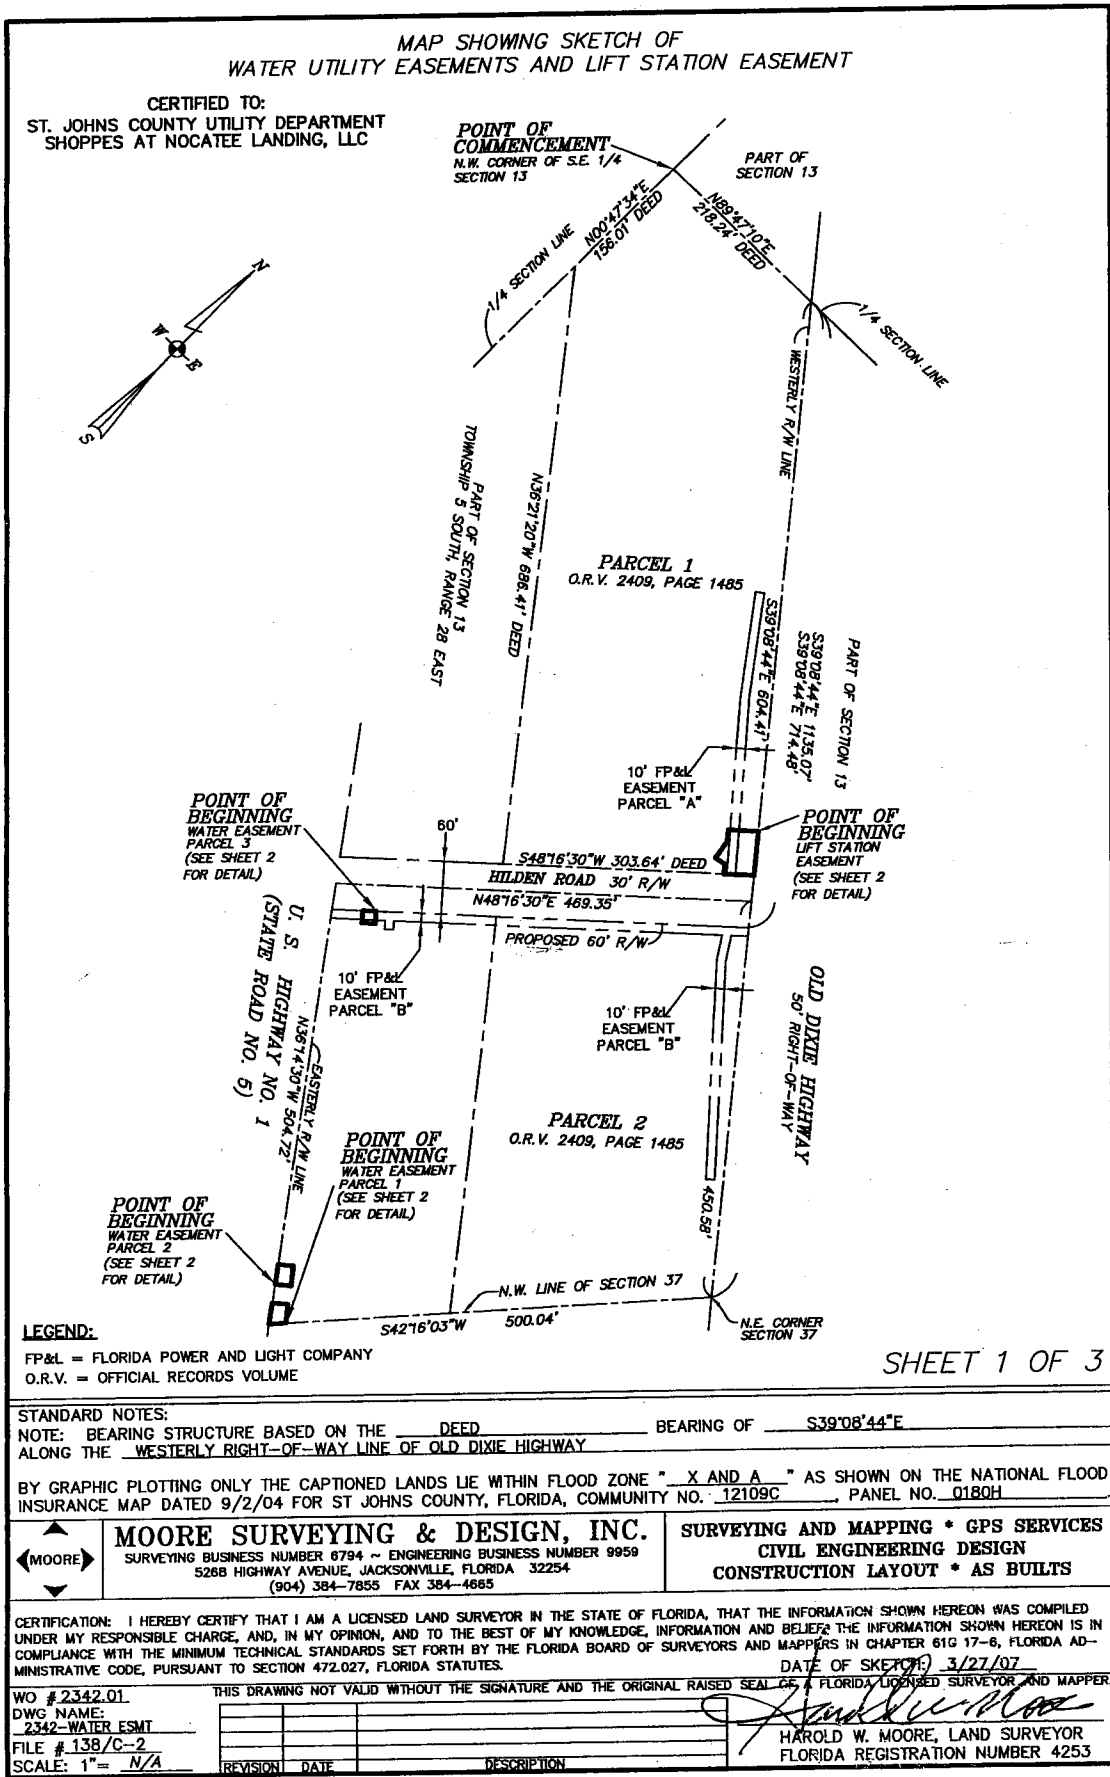 MAP SHOWING SKETCH OF
WATER UTILITY EASEMENTS AND LIFT STATION EASEMENT
CERTIFIED TO:
ST. JOHNS COUNTY UTILITY DEPARTMENT
SHOPPES AT NOCATEE LANDING, LLC
POINT OF
COMMENCEMENT
N.W. CORNER OF S.E. 1/4
SECTION 13
PART OF
SECTION 13
N00°47'34"E
156.01' DEED
N89°47'10"E
218.24' DEED
1/4 SECTION LINE
1/4 SECTION LINE
N
W
E
S
WESTERLY R/W LINE
PART OF SECTION 13
TOWNSHIP 5 SOUTH, RANGE 28 EAST
N36°21'20"W 686.41' DEED
PARCEL 1
O.R.V. 2409, PAGE 1485
S39°08'44"E 604.41'
PART OF SECTION 13
S39°08'44"E 1135.07'
S39°08'44"E 714.48'
10' FP&L
EASEMENT
PARCEL "A"
POINT OF
BEGINNING
WATER EASEMENT
PARCEL 3
(SEE SHEET 2
FOR DETAIL)
60'
POINT OF
BEGINNING
LIFT STATION
EASEMENT
(SEE SHEET 2
FOR DETAIL)
S48°16'30"W 303.64' DEED
HILDEN ROAD 30' R/W
N48°16'30"E 469.35'
PROPOSED 60' R/W
10' FP&L
EASEMENT
PARCEL "B"
10' FP&L
EASEMENT
PARCEL "B"
U. S. HIGHWAY NO. 1
(STATE ROAD NO. 5)
N36°14'30"W 504.72'
EASTERLY R/W LINE
OLD DIXIE HIGHWAY
50' RIGHT-OF-WAY
PARCEL 2
O.R.V. 2409, PAGE 1485
POINT OF
BEGINNING
WATER EASEMENT
PARCEL 1
(SEE SHEET 2
FOR DETAIL)
POINT OF
BEGINNING
WATER EASEMENT
PARCEL 2
(SEE SHEET 2
FOR DETAIL)
450.58'
N.W. LINE OF SECTION 37
S42°16'03"W 500.04'
N.E. CORNER
SECTION 37
LEGEND:
FP&L = FLORIDA POWER AND LIGHT COMPANY
O.R.V. = OFFICIAL RECORDS VOLUME
SHEET 1 OF 3
STANDARD NOTES:
NOTE: BEARING STRUCTURE BASED ON THE DEED BEARING OF S39°08'44"E
ALONG THE WESTERLY RIGHT-OF-WAY LINE OF OLD DIXIE HIGHWAY
BY GRAPHIC PLOTTING ONLY THE CAPTIONED LANDS LIE WITHIN FLOOD ZONE " X AND A " AS SHOWN ON THE NATIONAL FLOOD
INSURANCE MAP DATED 9/2/04 FOR ST JOHNS COUNTY, FLORIDA, COMMUNITY NO. 12109C, PANEL NO. 0180H
MOORE
MOORE SURVEYING & DESIGN, INC.
SURVEYING BUSINESS NUMBER 6794 ~ ENGINEERING BUSINESS NUMBER 9959
5268 HIGHWAY AVENUE, JACKSONVILLE, FLORIDA 32254
(904) 384-7855 FAX 384-4665
SURVEYING AND MAPPING * GPS SERVICES
CIVIL ENGINEERING DESIGN
CONSTRUCTION LAYOUT * AS BUILTS
CERTIFICATION: I HEREBY CERTIFY THAT I AM A LICENSED LAND SURVEYOR IN THE STATE OF FLORIDA, THAT THE INFORMATION SHOWN HEREON WAS COMPILED
UNDER MY RESPONSIBLE CHARGE, AND, IN MY OPINION, AND TO THE BEST OF MY KNOWLEDGE, INFORMATION AND BELIEF, THE INFORMATION SHOWN HEREON IS IN
COMPLIANCE WITH THE MINIMUM TECHNICAL STANDARDS SET FORTH BY THE FLORIDA BOARD OF SURVEYORS AND MAPPERS IN CHAPTER 61G 17-6, FLORIDA AD-
MINISTRATIVE CODE, PURSUANT TO SECTION 472.027, FLORIDA STATUTES.
DATE OF SKETCH: 3/27/07
THIS DRAWING NOT VALID WITHOUT THE SIGNATURE AND THE ORIGINAL RAISED SEAL OF A FLORIDA LICENSED SURVEYOR AND MAPPER
WO # 2342.01
DWG NAME:
2342-WATER ESMT
FILE # 138/C-2
SCALE: 1"= N/A
REVISION DATE DESCRIPTION
Harold W. Moore
HAROLD W. MOORE, LAND SURVEYOR
FLORIDA REGISTRATION NUMBER 4253